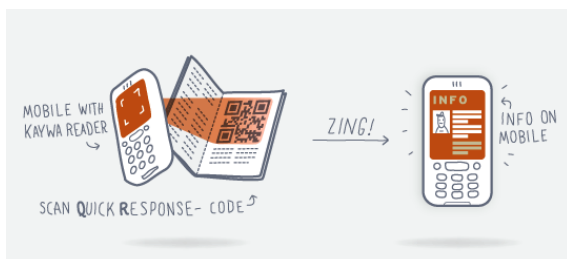 MOBILE WITH
KAYWA READER
SCAN QUICK RESPONSE- CODE
ZING!
INFO
INFO ON
MOBILE